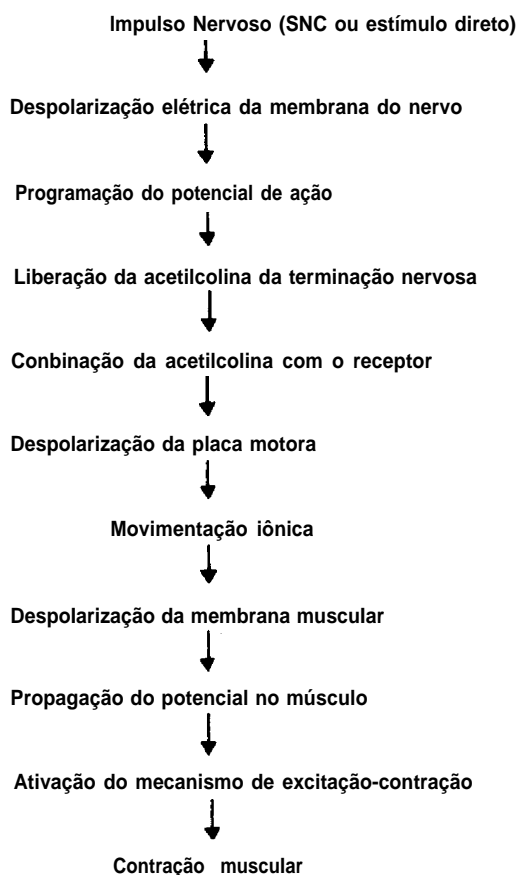 Impulso Nervoso (SNC ou estímulo direto)
Despolarização elétrica da membrana do nervo
Programação do potencial de ação
Liberação da acetilcolina da terminação nervosa
Conbinação da acetilcolina com o receptor
Despolarização da placa motora
Movimentação iônica
Despolarização da membrana muscular
Propagação do potencial no músculo
Ativação do mecanismo de excitação-contração
Contração muscular